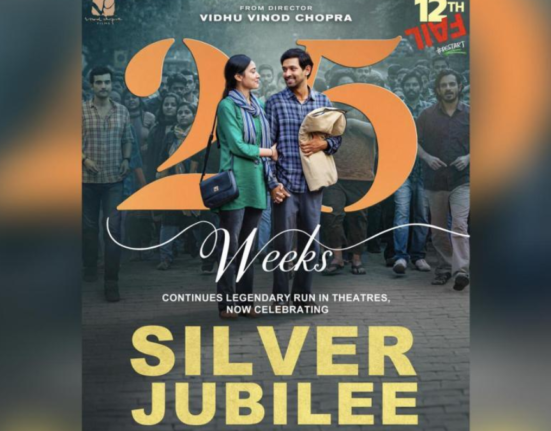 FROM DIRECTOR
VIDHU VINOD CHOPRA
12TH
FAIL
25
Weeks
CONTINUES LEGENDARY RUN IN THEATRES,
NOW CELEBRATING
SILVER
JUBILEE